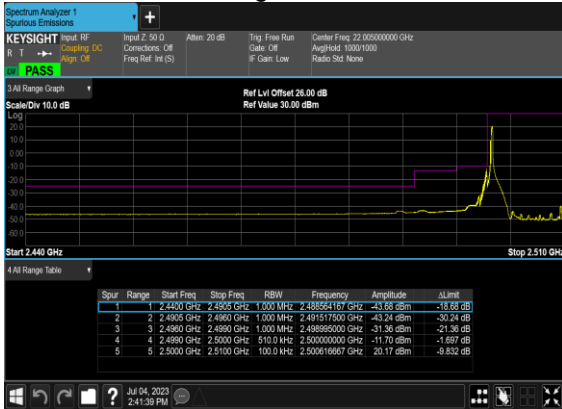 Spectrum Analyzer 1
Spurious Emissions
+
KEYSIGHT Input: RF Input Z: 50 Ω Atten: 20 dB Trig: Free Run Center Freq: 22.005000000 GHz
R T Coupling: DC Corrections: Off Gate: Off Avg|Hold: 1000/1000
Align: Off Freq Ref: Int (S) IF Gain: Low Radio Std: None
PASS
3 All Range Graph Ref Lvl Offset 26.00 dB
Scale/Div 10.0 dB Ref Value 30.00 dBm
Log
20.0
10.0
0.00
-10.0
-20.0
-30.0
-40.0
-50.0
-60.0
Start 2.440 GHz Stop 2.510 GHz
4 All Range Table
Spur Range Start Freq Stop Freq RBW Frequency Amplitude ΔLimit
1 1 2.4400 GHz 2.4905 GHz 1.000 MHz 2.488564167 GHz -43.68 dBm -18.68 dB
2 2 2.4905 GHz 2.4960 GHz 1.000 MHz 2.491517500 GHz -43.24 dBm -30.24 dB
3 3 2.4960 GHz 2.4990 GHz 1.000 MHz 2.498995000 GHz -31.36 dBm -21.36 dB
4 4 2.4990 GHz 2.5000 GHz 510.0 kHz 2.500000000 GHz -11.70 dBm -1.697 dB
5 5 2.5000 GHz 2.5100 GHz 100.0 kHz 2.500616667 GHz 20.17 dBm -9.832 dB
? Jul 04, 2023
2:41:39 PM